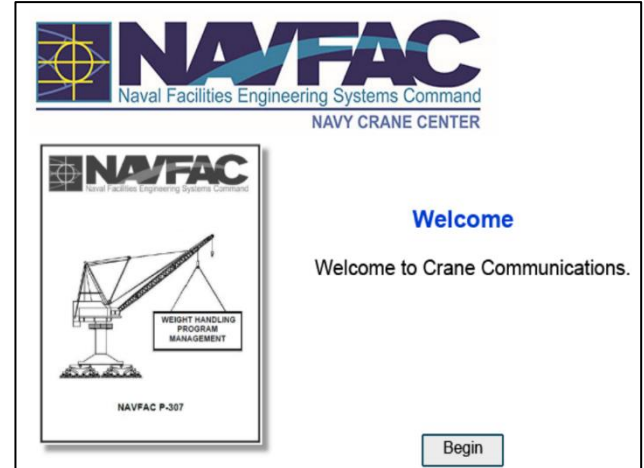 NAVFAC
Naval Facilities Engineering Systems Command
NAVY CRANE CENTER
NAVFAC
Naval Facilities Engineering Systems Command
WEIGHT HANDLING
PROGRAM
MANAGEMENT
NAVFAC P-307
Welcome
Welcome to Crane Communications.
Begin